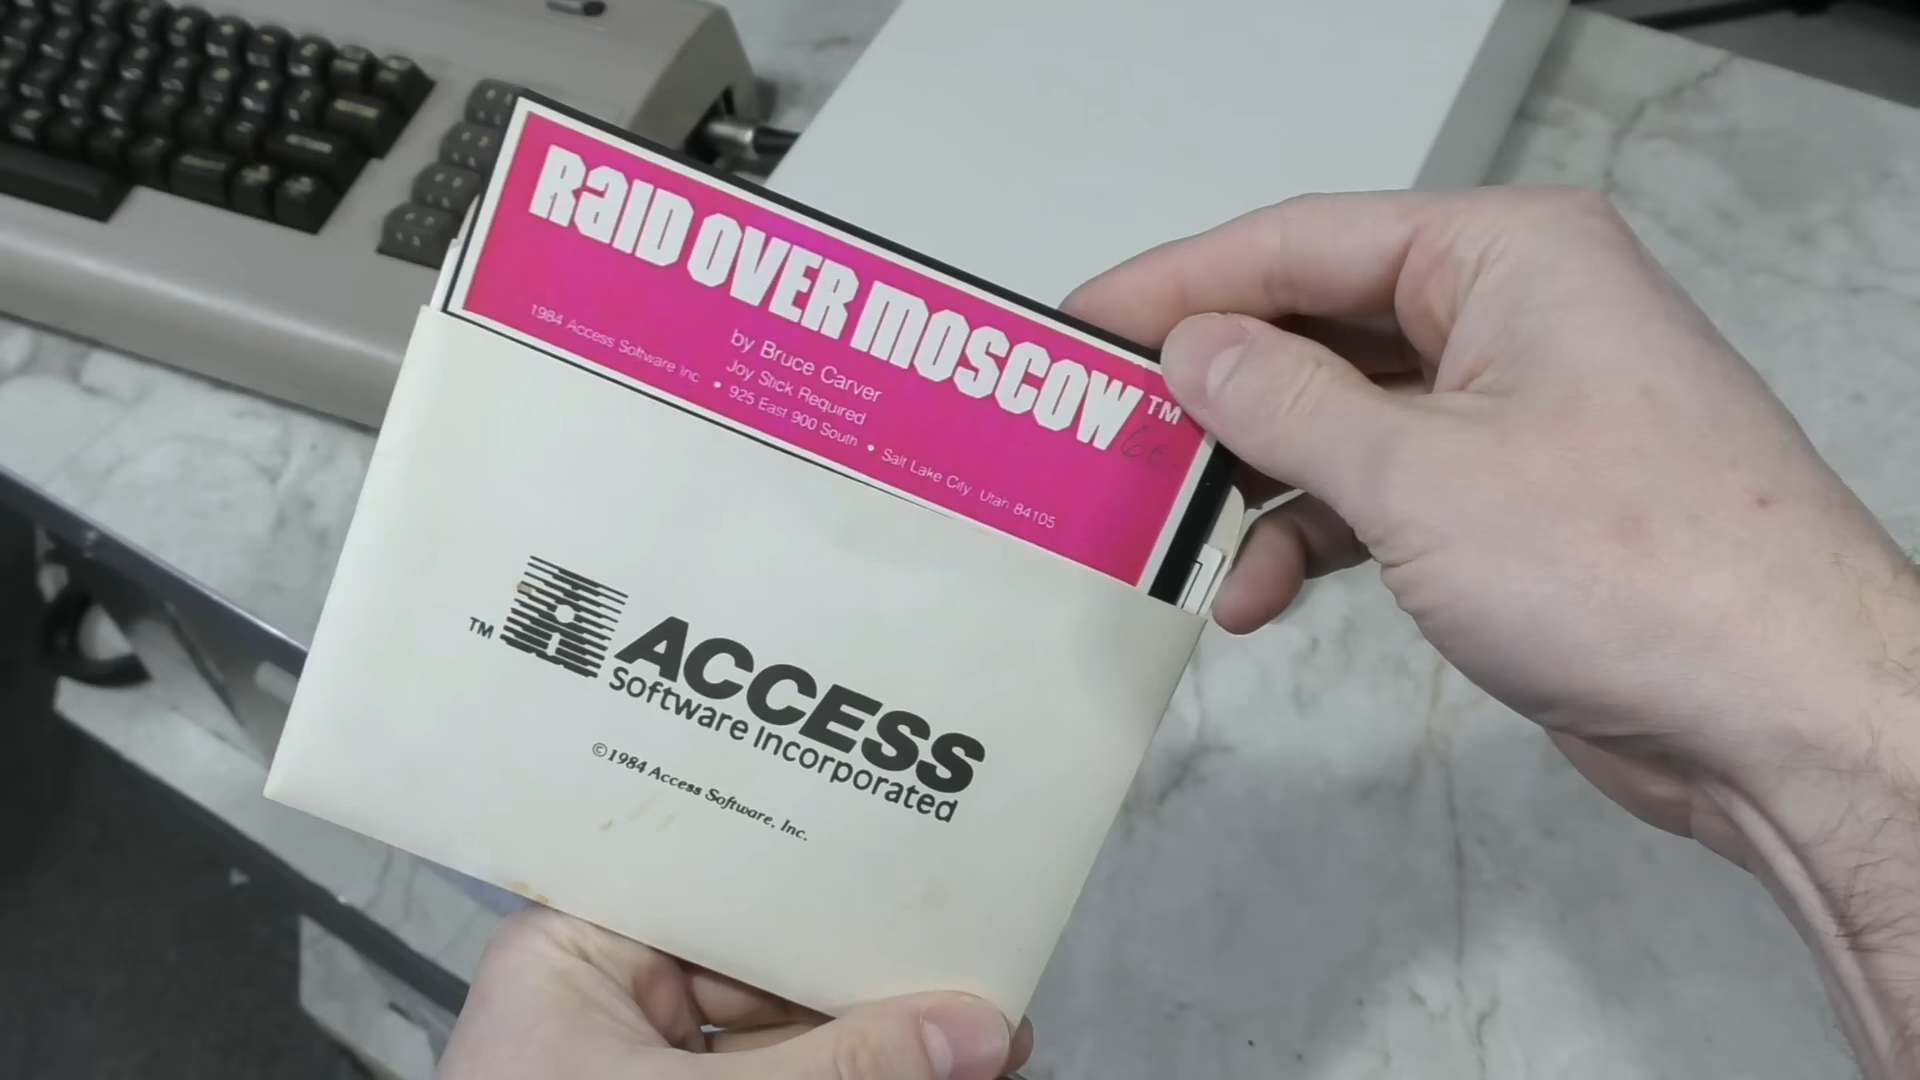 RaID OVER MOSCOW™
by Bruce Carver
Joy Stick Required
1984 Access Software Inc • 925 East 900 South • Salt Lake City, Utah 84105
™ ACCESS
Software Incorporated
©1984 Access Software, Inc.